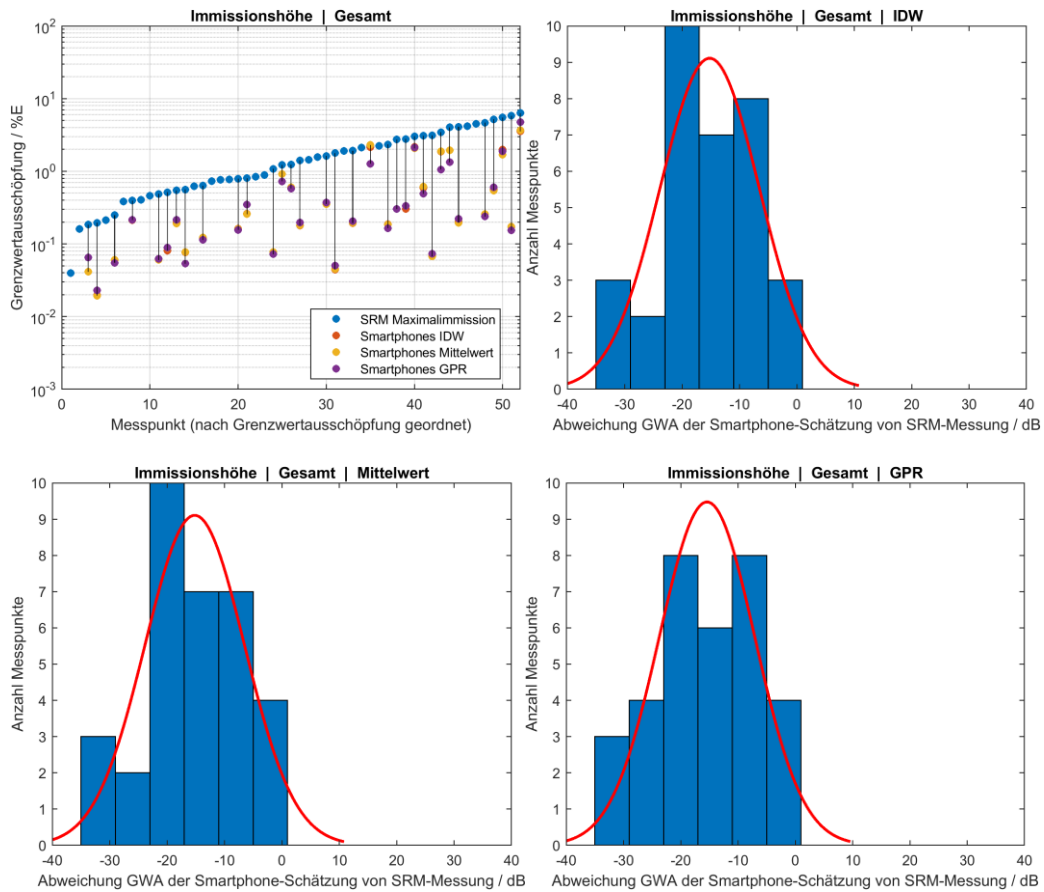 Immissionshöhe | Gesamt
Grenzwertausschöpfung / %E
10^2
10^1
10^0
10^-1
10^-2
10^-3
SRM Maximalimmission
Smartphones IDW
Smartphones Mittelwert
Smartphones GPR
0 10 20 30 40 50
Messpunkt (nach Grenzwertausschöpfung geordnet)
Immissionshöhe | Gesamt | IDW
Anzahl Messpunkte
10
9
8
7
6
5
4
3
2
1
0
-40 -30 -20 -10 0 10 20 30 40
Abweichung GWA der Smartphone-Schätzung von SRM-Messung / dB
Immissionshöhe | Gesamt | Mittelwert
Anzahl Messpunkte
10
9
8
7
6
5
4
3
2
1
0
-40 -30 -20 -10 0 10 20 30 40
Abweichung GWA der Smartphone-Schätzung von SRM-Messung / dB
Immissionshöhe | Gesamt | GPR
Anzahl Messpunkte
10
9
8
7
6
5
4
3
2
1
0
-40 -30 -20 -10 0 10 20 30 40
Abweichung GWA der Smartphone-Schätzung von SRM-Messung / dB